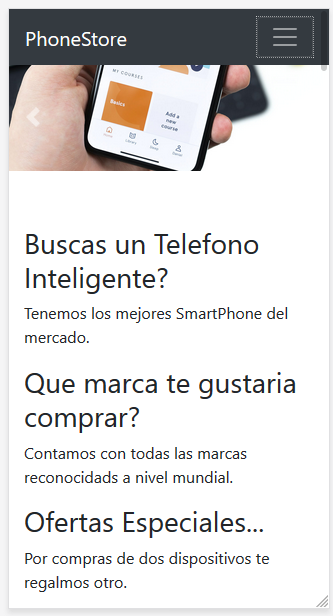 PhoneStore
MY COURSES
Basics
Add a
new
course
Buscas un Telefono
Inteligente?
Tenemos los mejores SmartPhone del
mercado.
Que marca te gustaria
comprar?
Contamos con todas las marcas
reconocidads a nivel mundial.
Ofertas Especiales...
Por compras de dos dispositivos te
regalmos otro.